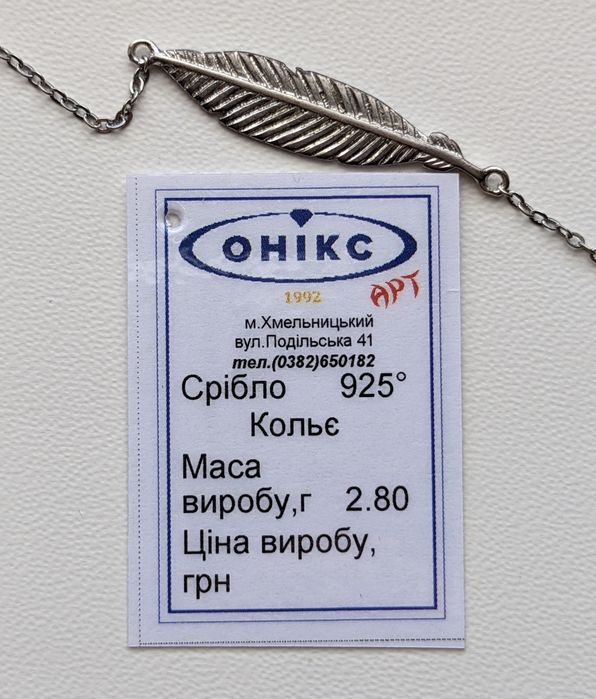 ОНІКС
1992 АРТ
м.Хмельницький
вул.Подільська 41
тел.(0382)650182
Срібло 925°
Кольє
Маса
виробу,г 2.80
Ціна виробу,
грн